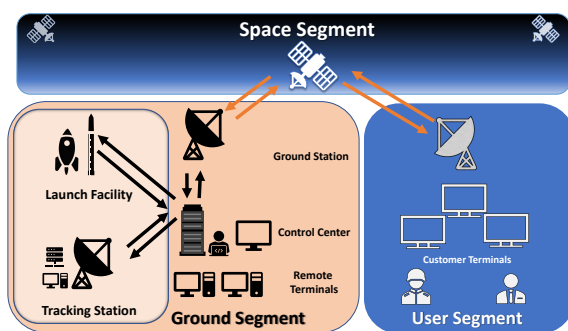 Space Segment
Ground Station
Launch Facility
Control Center
Customer Terminals
Remote
Terminals
Tracking Station
Ground Segment
User Segment